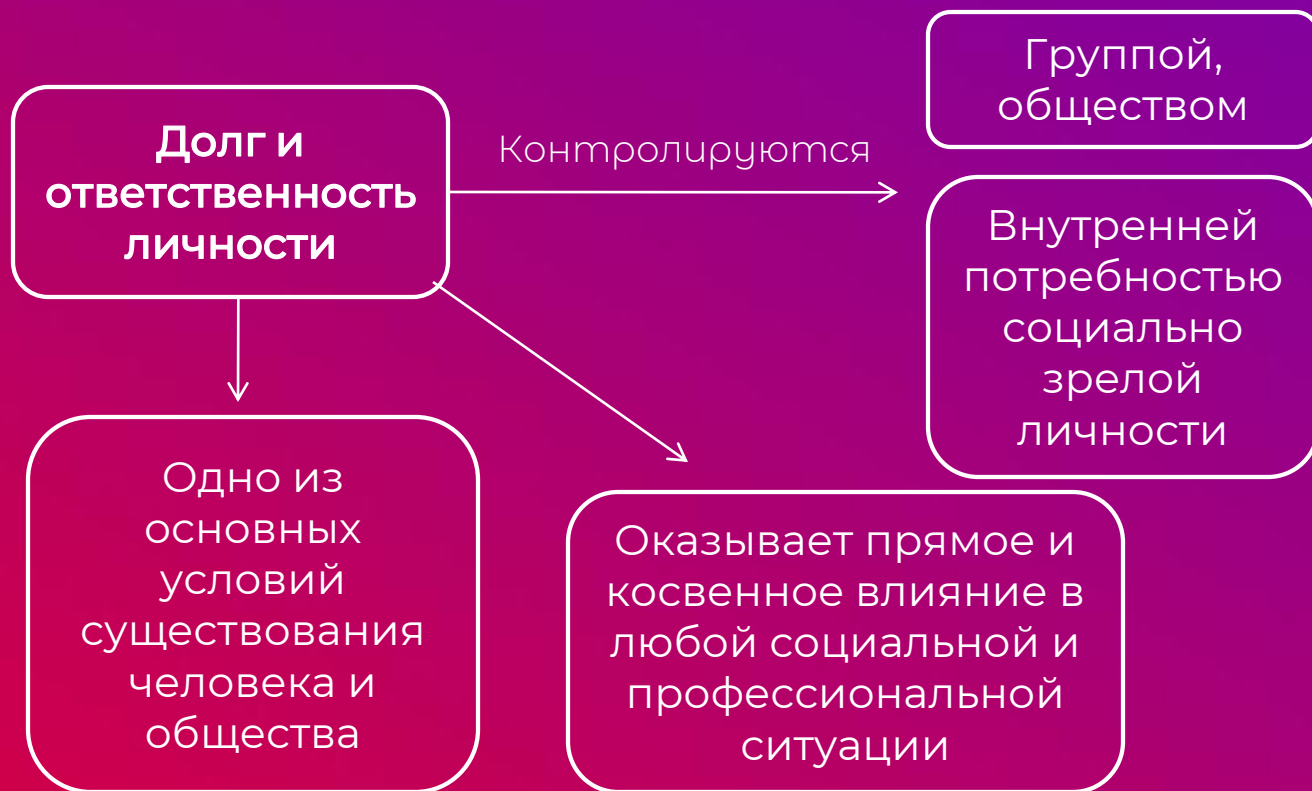 Долг и
ответственность
личности
Контролируются
Группой,
обществом
Внутренней
потребностью
социально
зрелой
личности
Одно из
основных
условий
существования
человека и
общества
Оказывает прямое и
косвенное влияние в
любой социальной и
профессиональной
ситуации